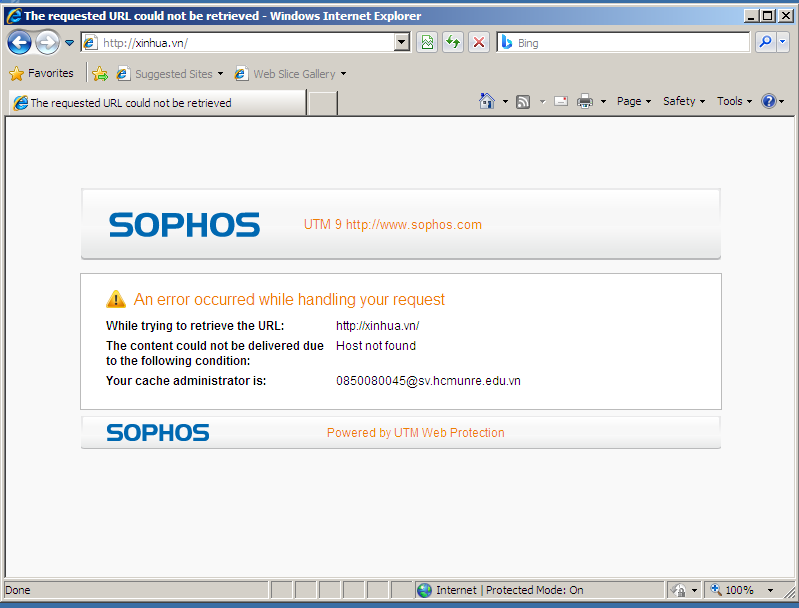 The requested URL could not be retrieved - Windows Internet Explorer
http://xinhua.vn/
Bing
Favorites Suggested Sites Web Slice Gallery
The requested URL could not be retrieved
Page Safety Tools
SOPHOS UTM 9 http://www.sophos.com
An error occurred while handling your request
While trying to retrieve the URL: http://xinhua.vn/
The content could not be delivered due Host not found
to the following condition:
Your cache administrator is: 0850080045@sv.hcmunre.edu.vn
SOPHOS Powered by UTM Web Protection
Done Internet | Protected Mode: On 100%